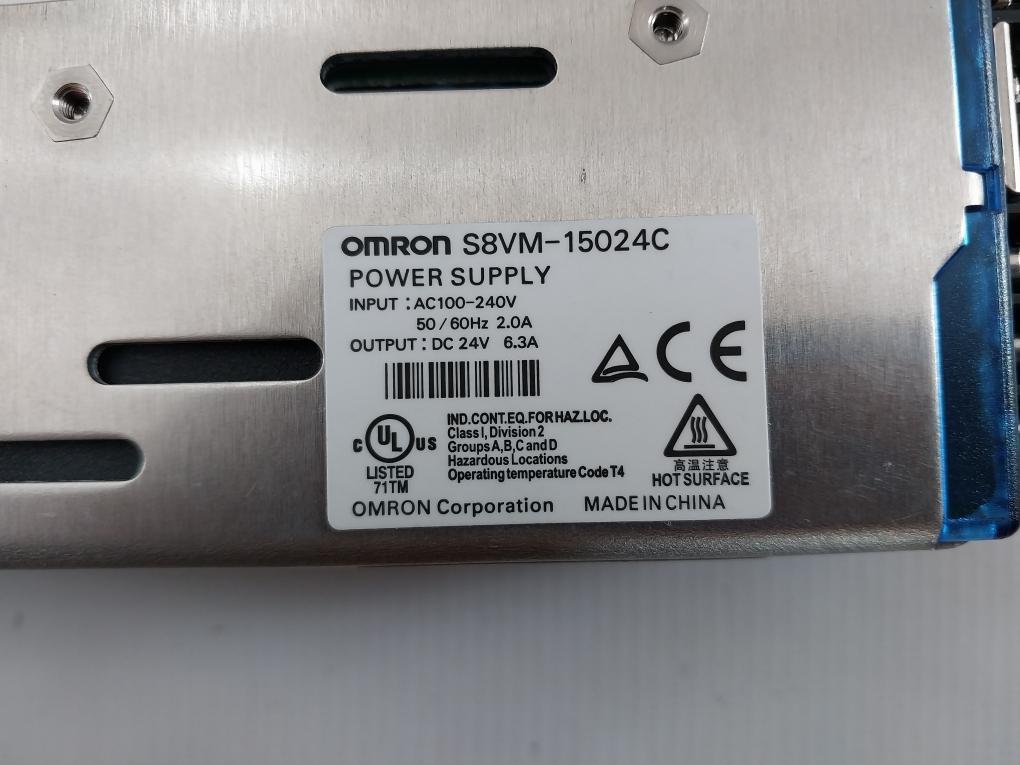 OMRON S8VM-15024C
POWER SUPPLY
INPUT : AC100-240V
50/60Hz 2.0A
OUTPUT : DC 24V 6.3A
CE
C UL US
LISTED
71TM
IND.CONT.EQ.FOR HAZ.LOC.
Class I, Division 2
Groups A,B,C and D
Hazardous Locations
Operating temperature Code T4
高温注意
HOT SURFACE
OMRON Corporation MADE IN CHINA